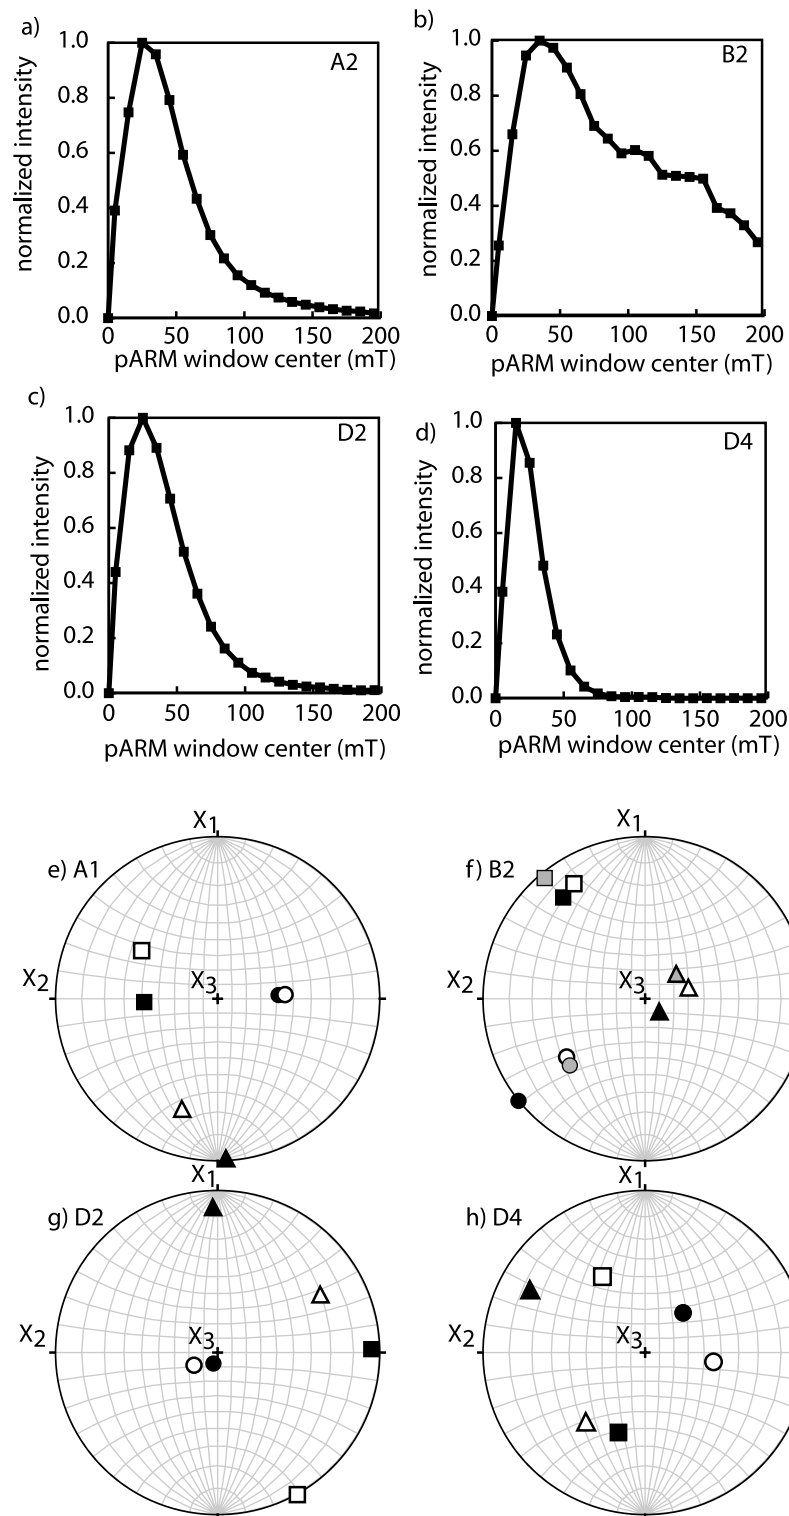 a)
A2
normalized intensity
1.0
0.8
0.6
0.4
0.2
0.0
0 50 100 150 200
pARM window center (mT)
b)
B2
normalized intensity
1.0
0.8
0.6
0.4
0.2
0.0
0 50 100 150 200
pARM window center (mT)
c)
D2
normalized intensity
1.0
0.8
0.6
0.4
0.2
0.0
0 50 100 150 200
pARM window center (mT)
d)
D4
normalized intensity
1.0
0.8
0.6
0.4
0.2
0.0
0 50 100 150 200
pARM window center (mT)
X1
e) A1
X2
X3
X1
f) B2
X2
X3
X1
g) D2
X2
X3
X1
h) D4
X2
X3